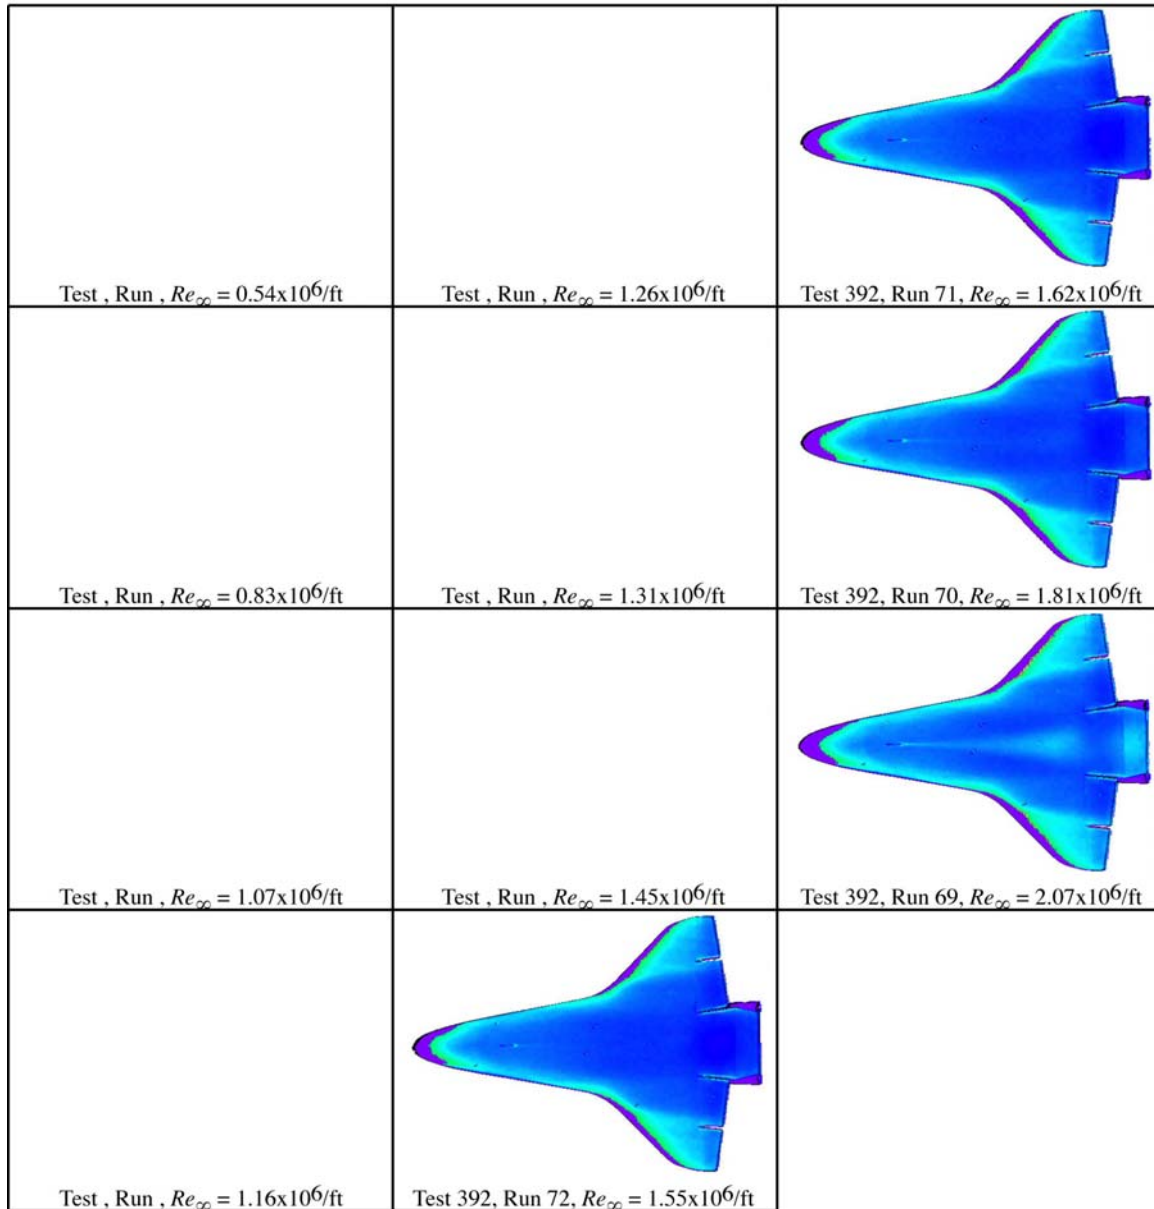 Test , Run , Re∞ = 0.54x10⁶/ft
Test , Run , Re∞ = 1.26x10⁶/ft
Test 392, Run 71, Re∞ = 1.62x10⁶/ft
Test , Run , Re∞ = 0.83x10⁶/ft
Test , Run , Re∞ = 1.31x10⁶/ft
Test 392, Run 70, Re∞ = 1.81x10⁶/ft
Test , Run , Re∞ = 1.07x10⁶/ft
Test , Run , Re∞ = 1.45x10⁶/ft
Test 392, Run 69, Re∞ = 2.07x10⁶/ft
Test , Run , Re∞ = 1.16x10⁶/ft
Test 392, Run 72, Re∞ = 1.55x10⁶/ft